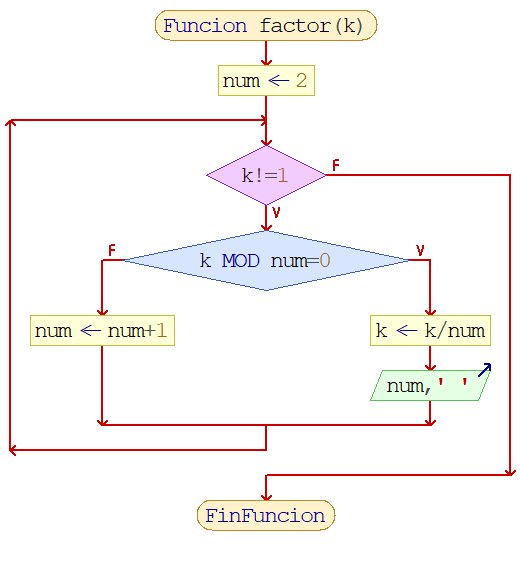 Funcion factor(k)
num ← 2
k!=1
F
V
k MOD num=0
F
V
num ← num+1
k ← k/num
num,' '
FinFuncion